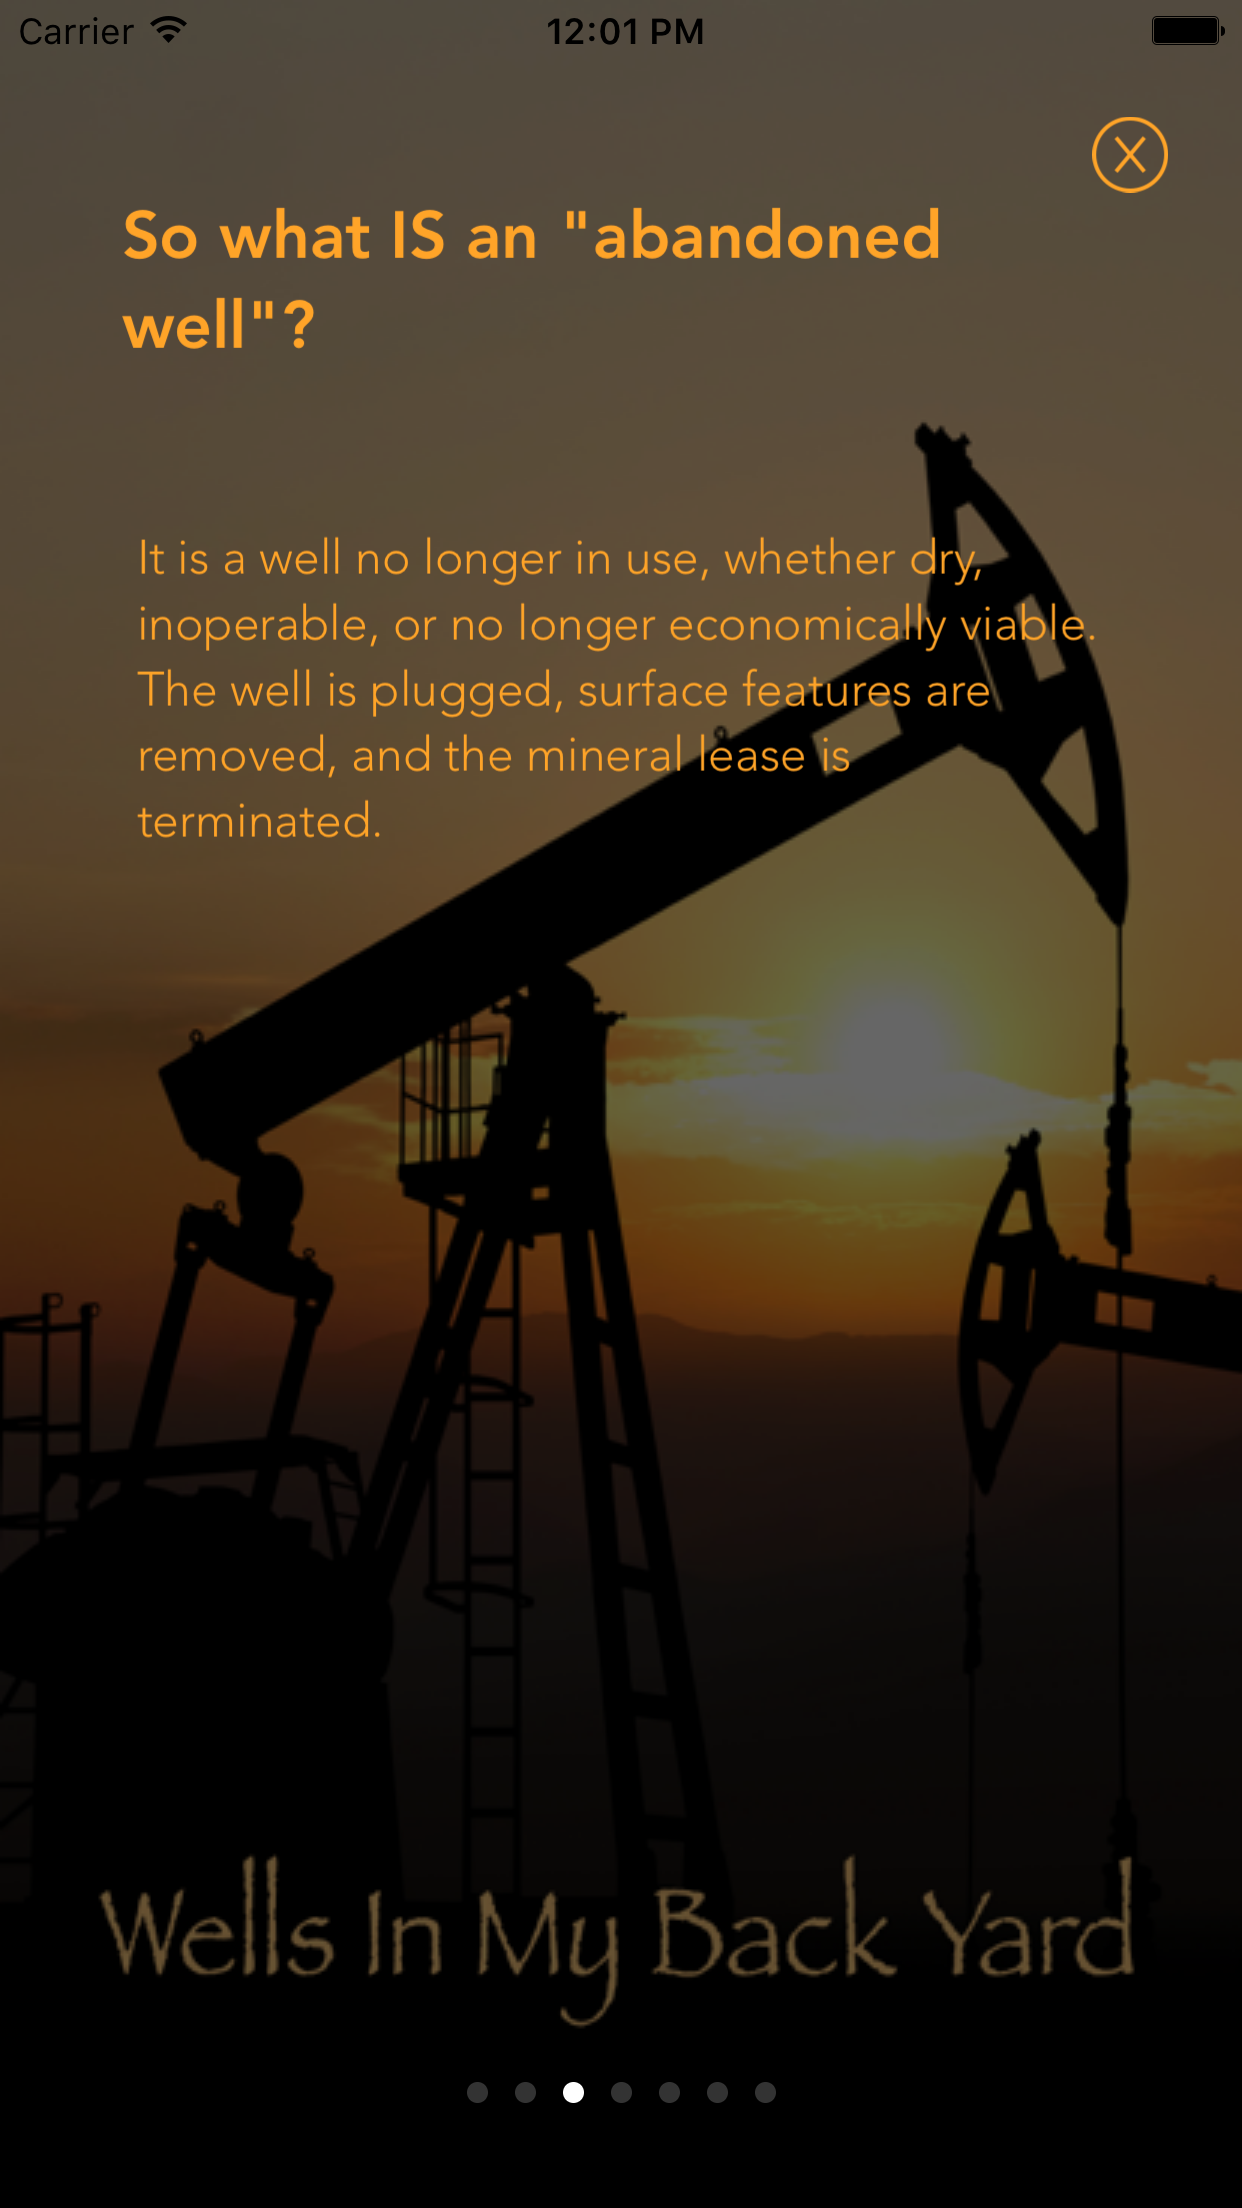 Carrier 12:01 PM
X
So what IS an "abandoned
well"?
It is a well no longer in use, whether dry,
inoperable, or no longer economically viable.
The well is plugged, surface features are
removed, and the mineral lease is
terminated.
Wells In My Back Yard